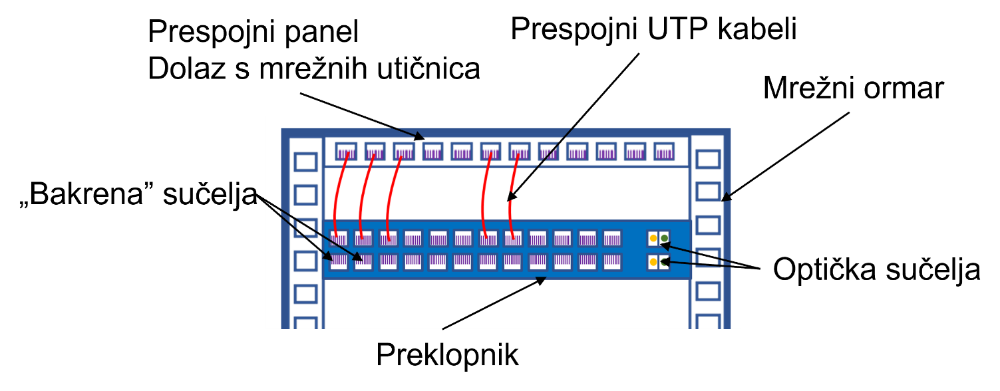 Prespojni panel
Dolaz s mrežnih utičnica
Prespojni UTP kabeli
Mrežni ormar
„Bakrena” sučelja
Optička sučelja
Preklopnik